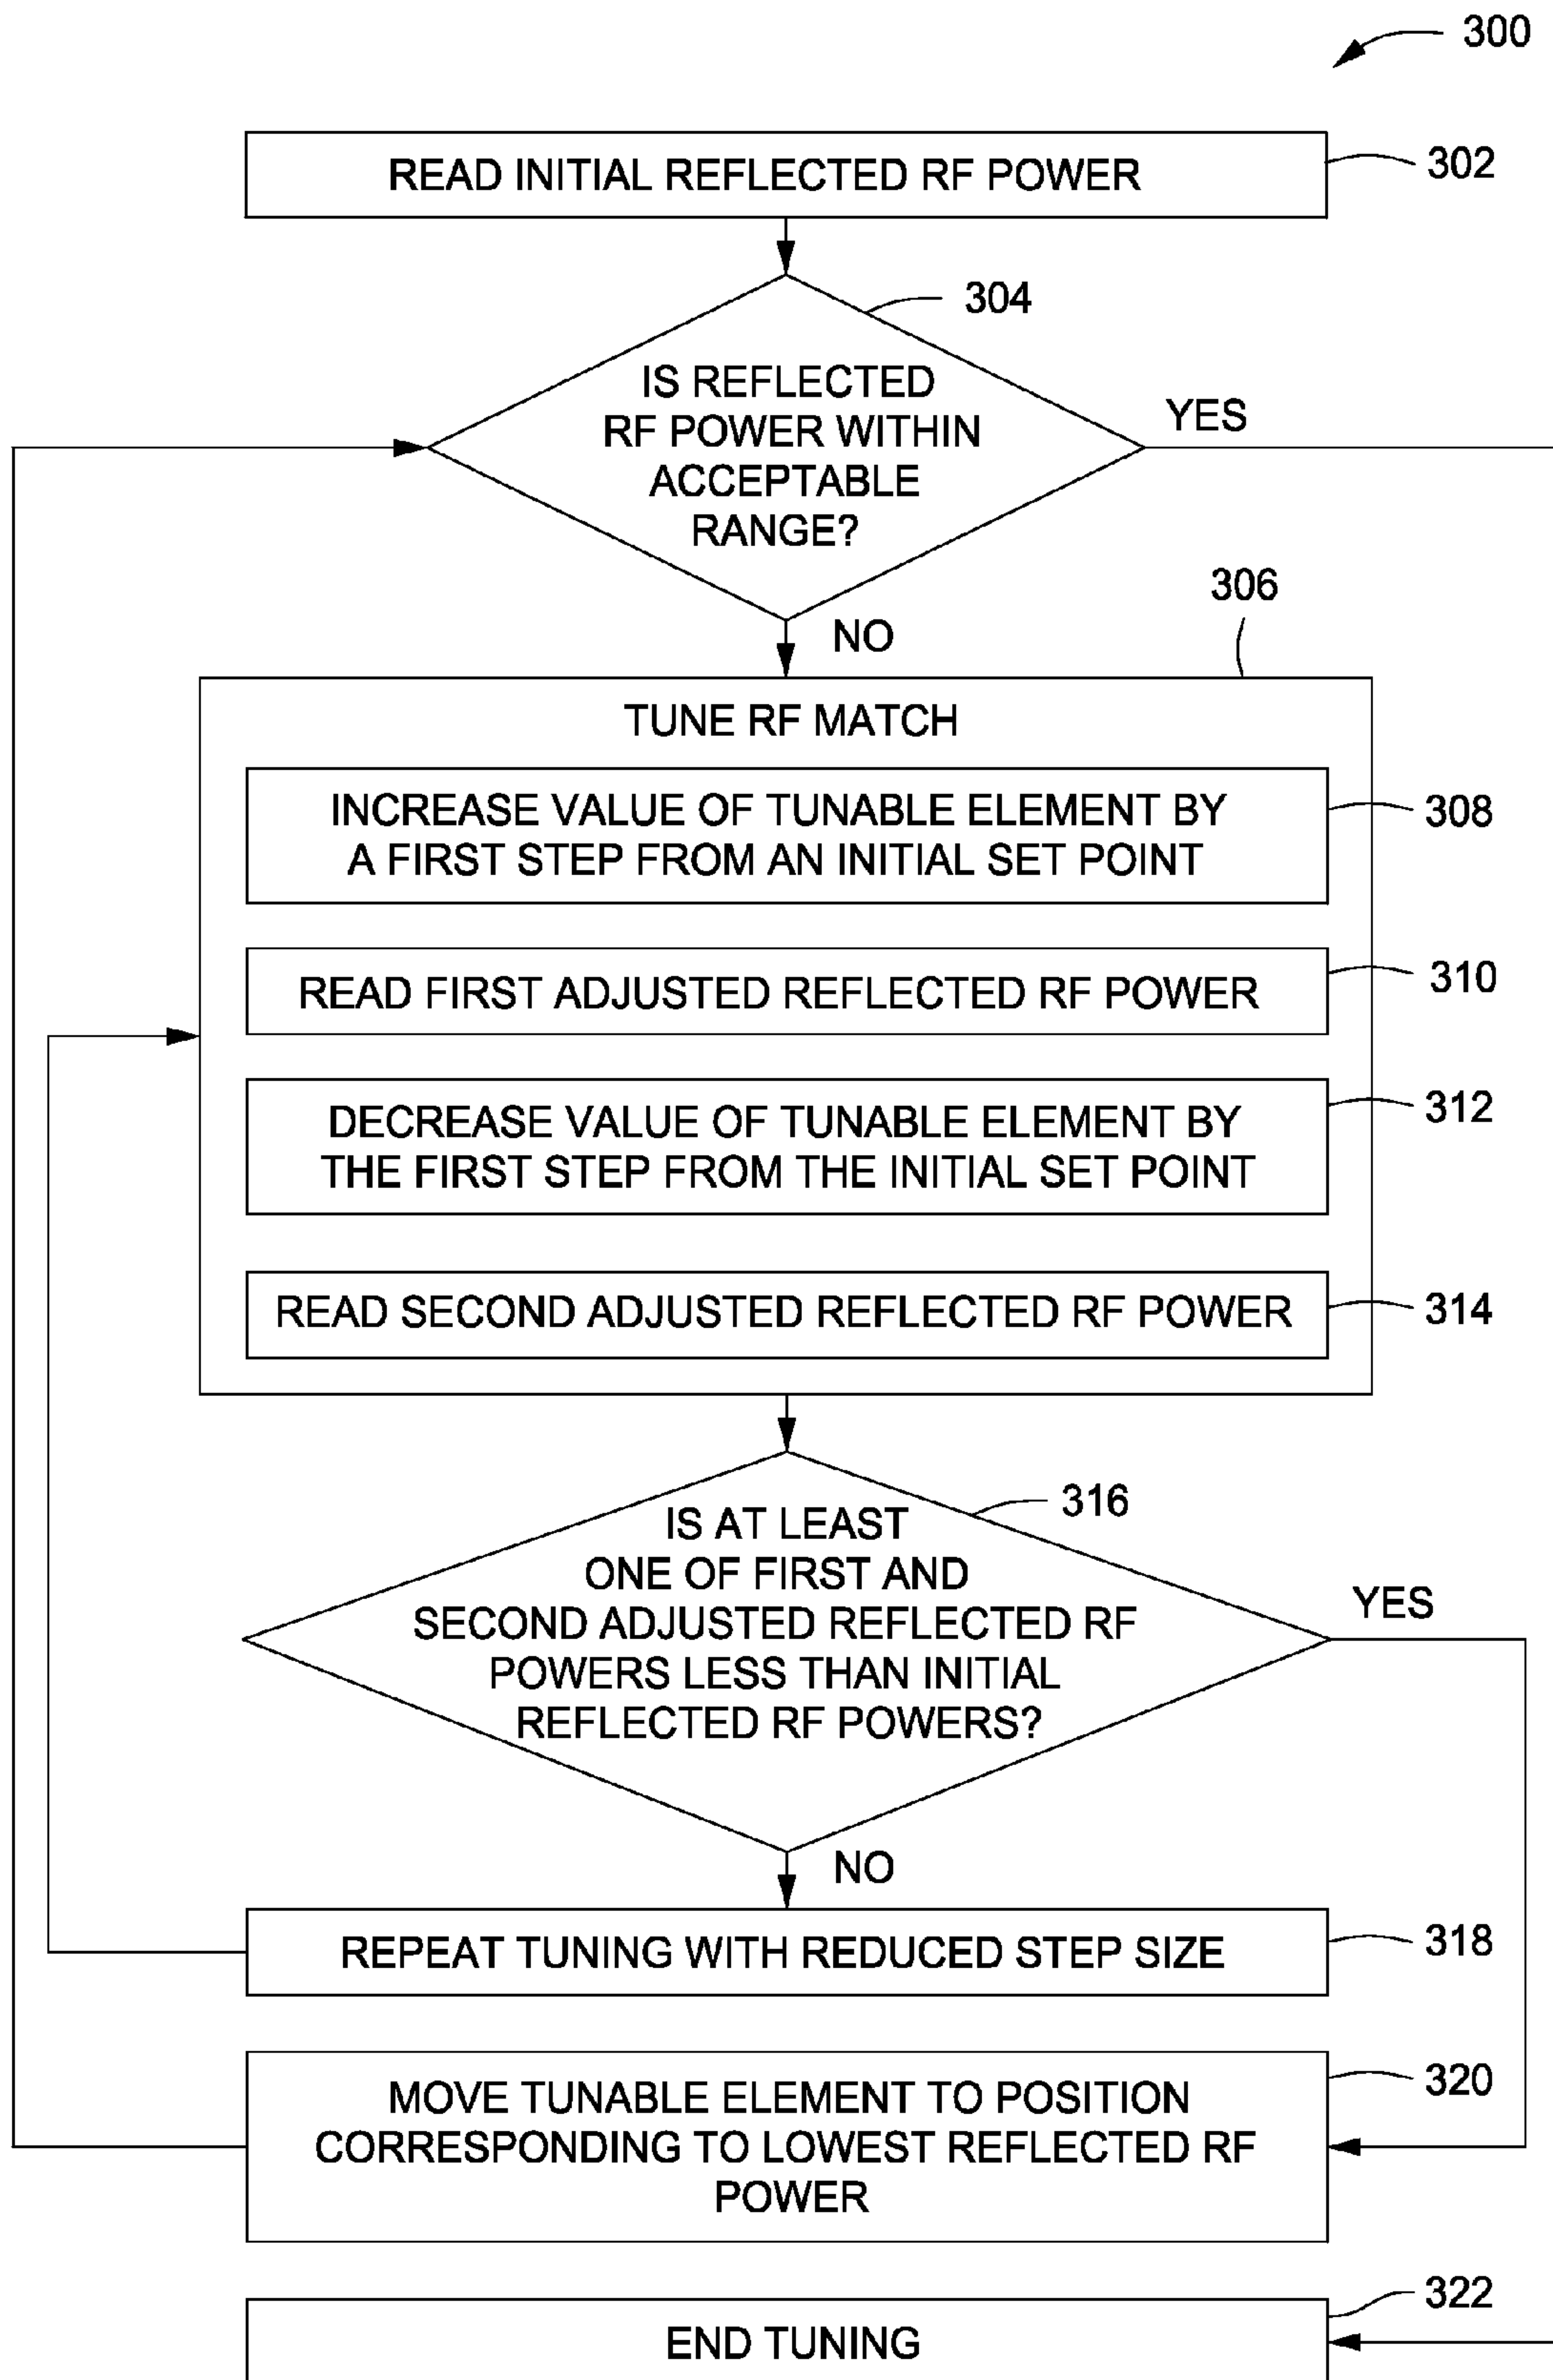 300
READ INITIAL REFLECTED RF POWER
302
304
IS REFLECTED
RF POWER WITHIN
ACCEPTABLE
RANGE?
YES
NO
306
TUNE RF MATCH
INCREASE VALUE OF TUNABLE ELEMENT BY
A FIRST STEP FROM AN INITIAL SET POINT
308
READ FIRST ADJUSTED REFLECTED RF POWER
310
DECREASE VALUE OF TUNABLE ELEMENT BY
THE FIRST STEP FROM THE INITIAL SET POINT
312
READ SECOND ADJUSTED REFLECTED RF POWER
314
316
IS AT LEAST
ONE OF FIRST AND
SECOND ADJUSTED REFLECTED RF
POWERS LESS THAN INITIAL
REFLECTED RF POWERS?
YES
NO
REPEAT TUNING WITH REDUCED STEP SIZE
318
MOVE TUNABLE ELEMENT TO POSITION
CORRESPONDING TO LOWEST REFLECTED RF
POWER
320
END TUNING
322